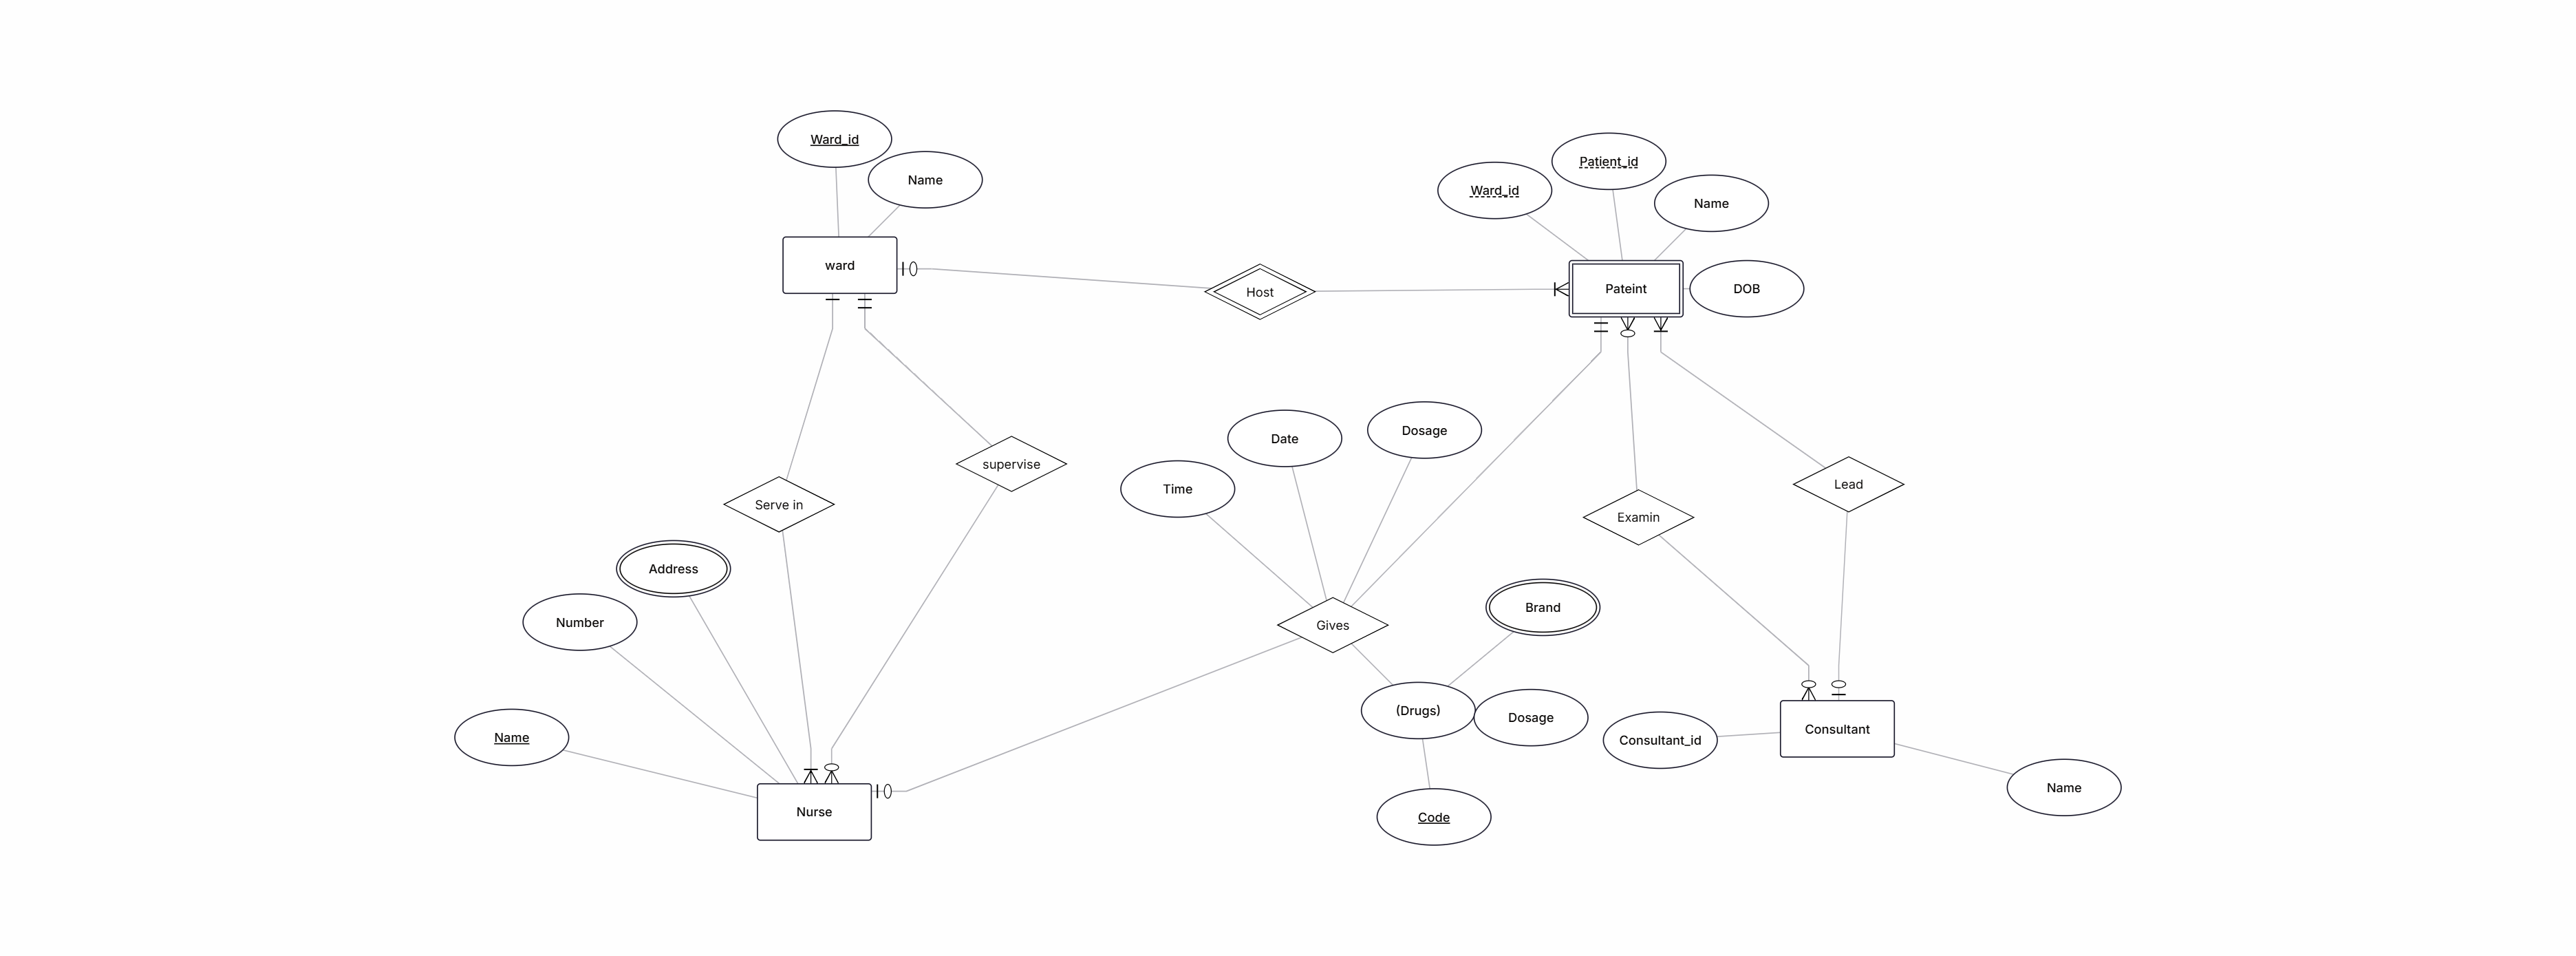 Ward_id
Name
Patient_id
Ward_id
Name
ward
Host
Pateint
DOB
Dosage
Date
supervise
Time
Lead
Serve in
Examin
Address
Brand
Number
Gives
(Drugs)
Dosage
Consultant
Name
Consultant_id
Name
Nurse
Code